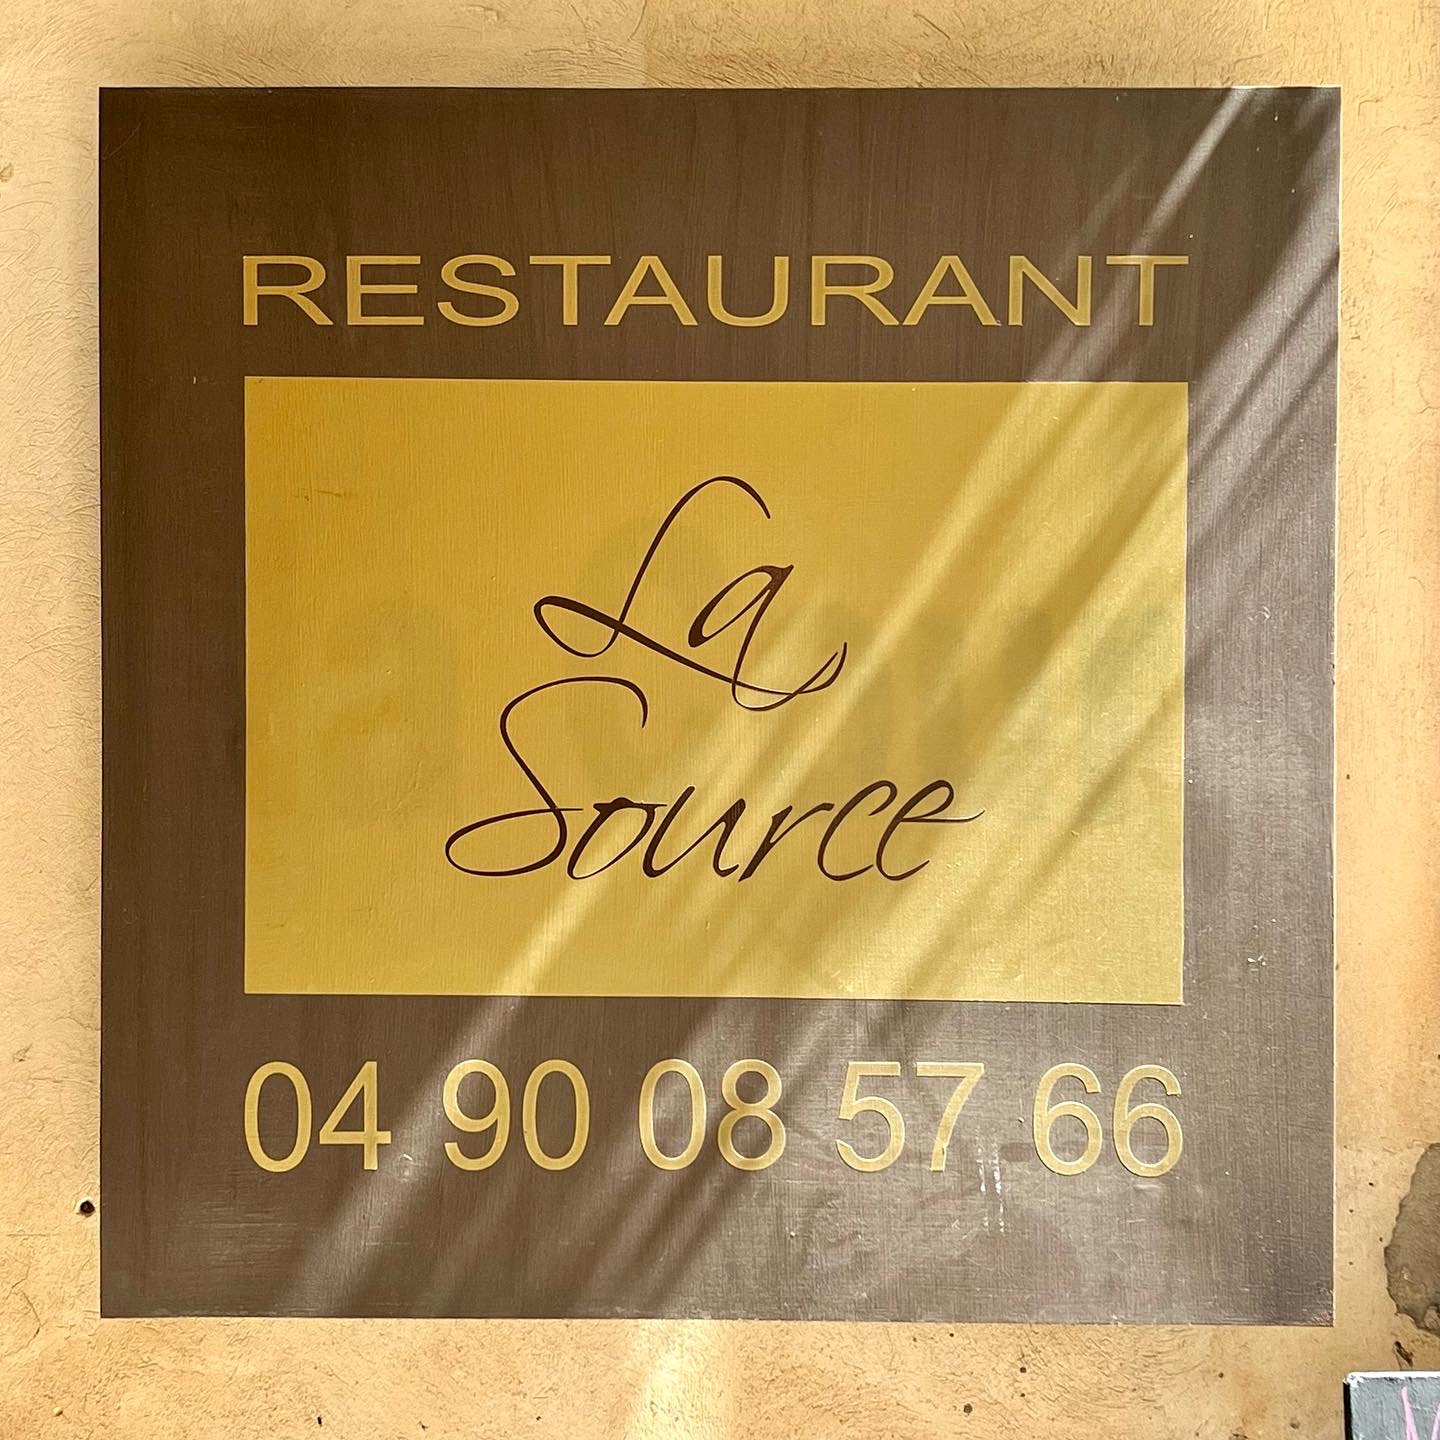 RESTAURANT
La
Source
04 90 08 57 66